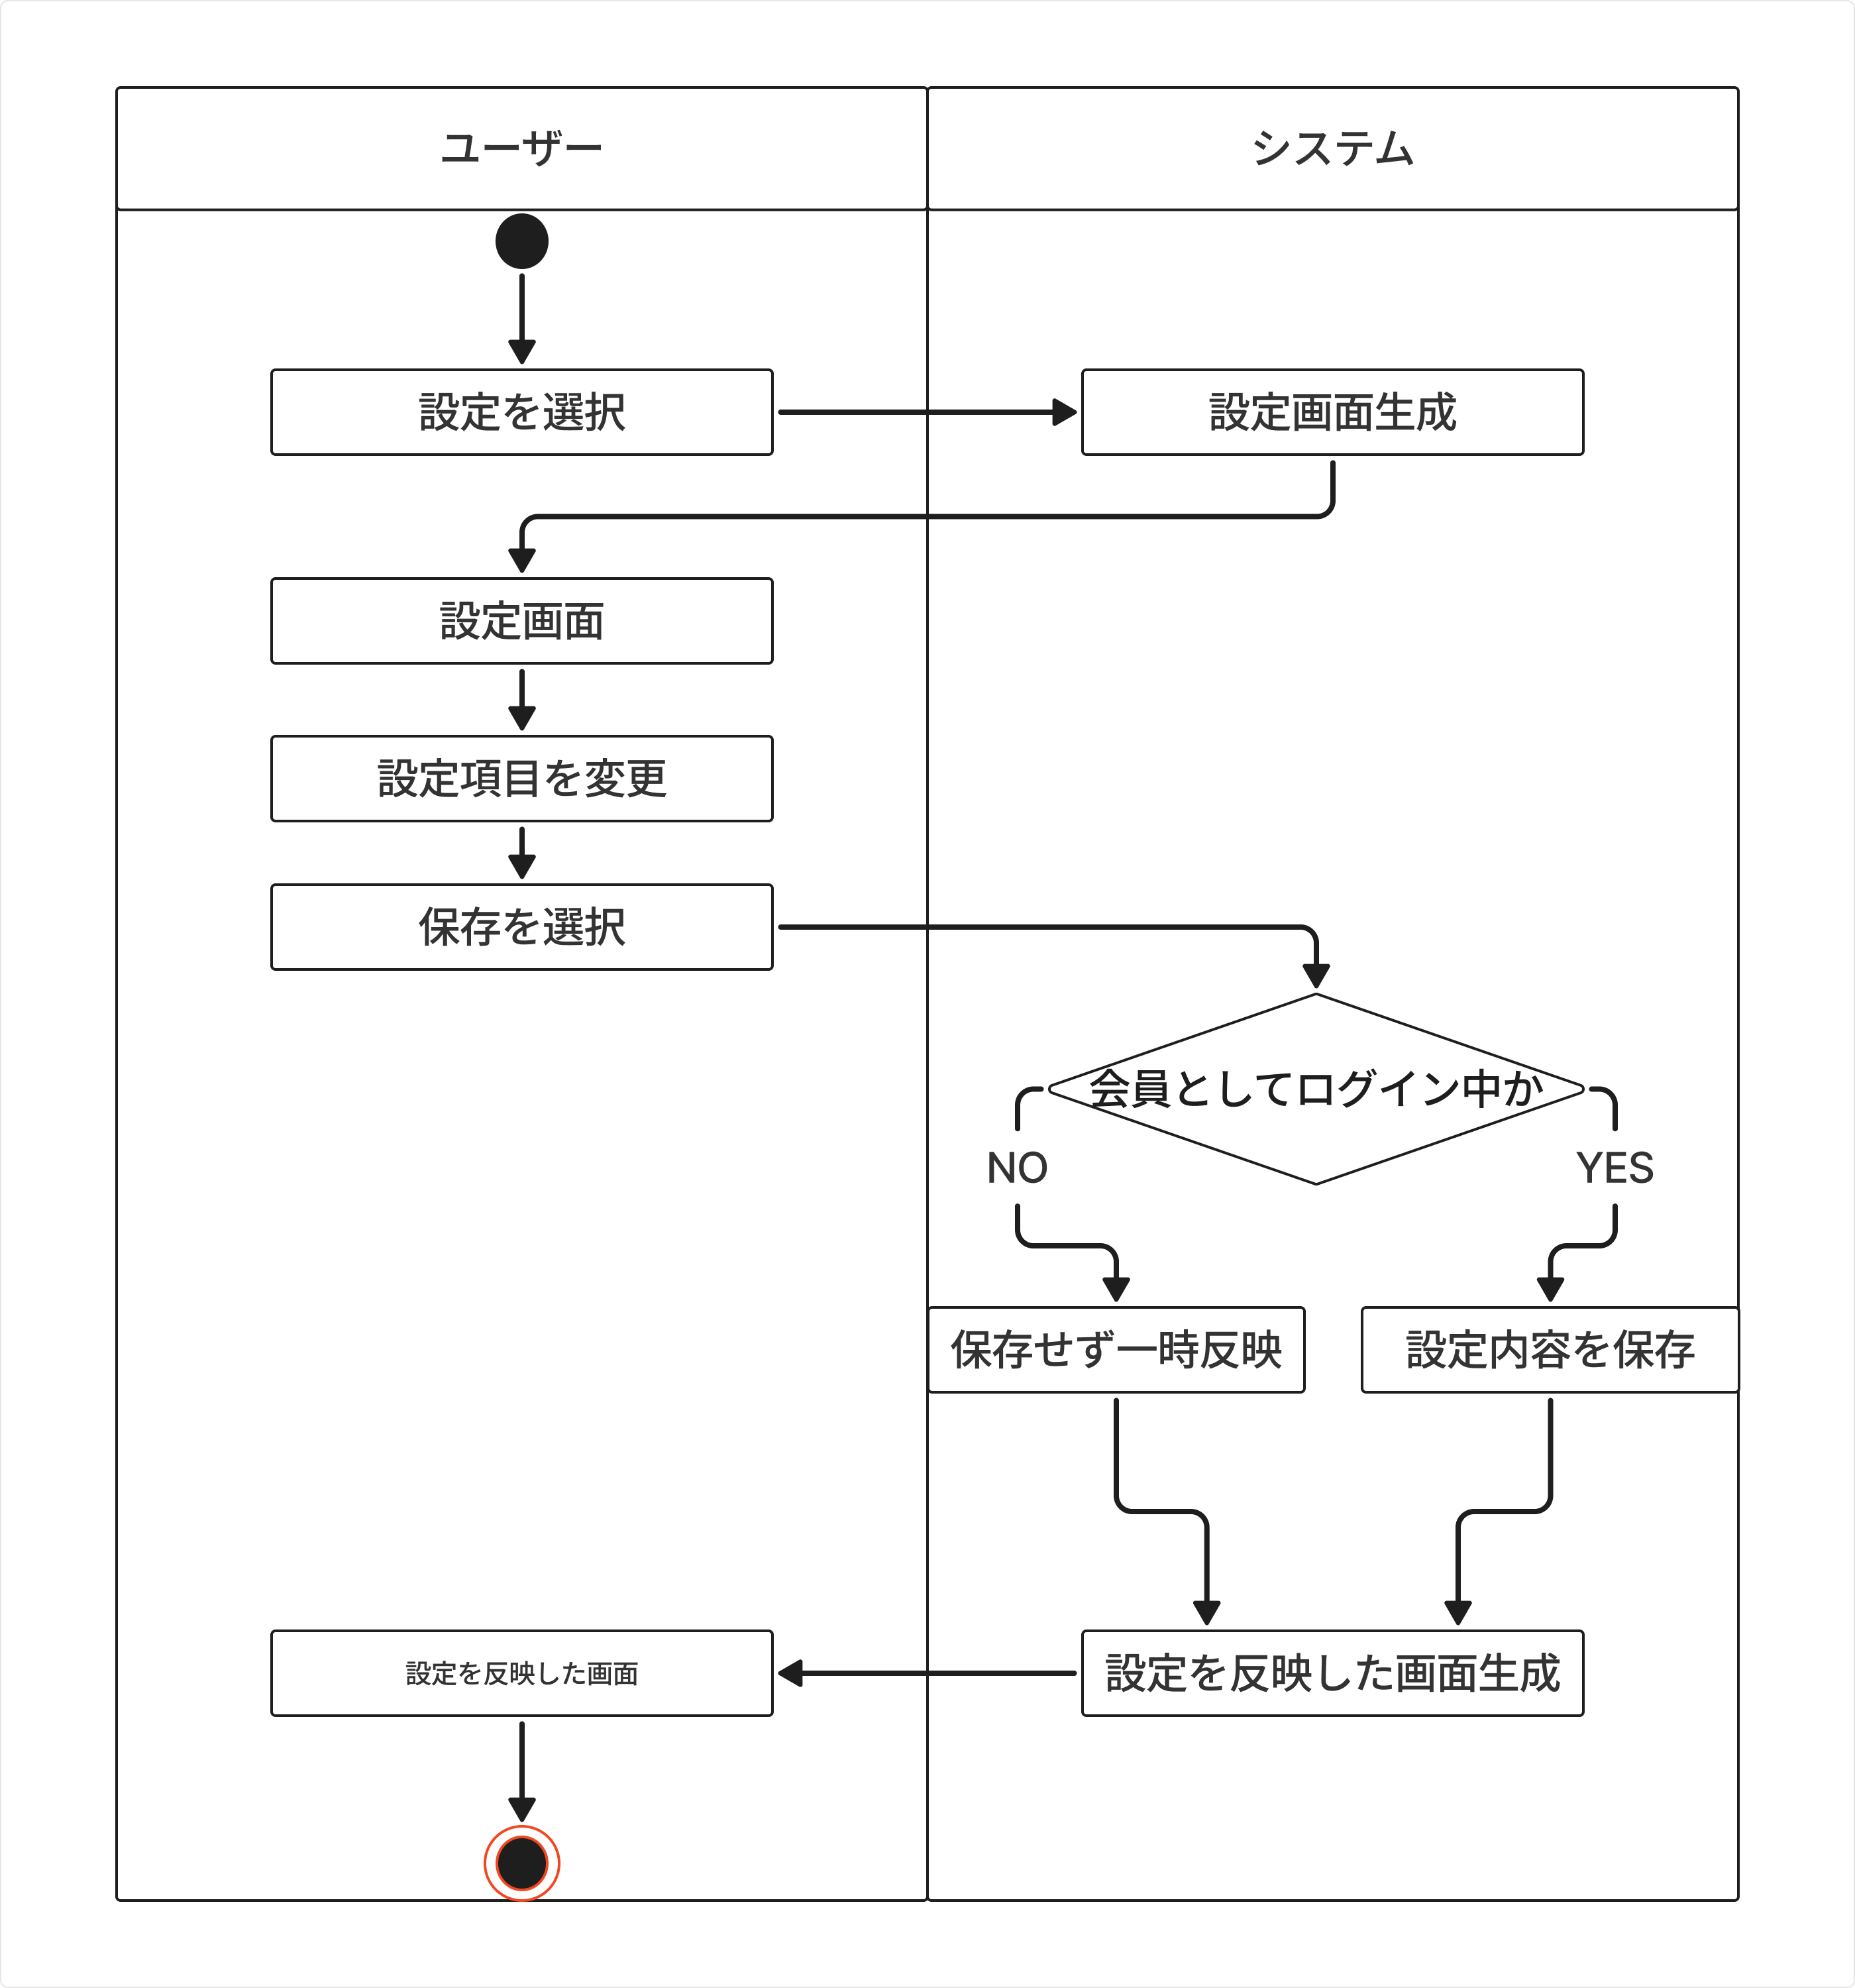 ユーザー
システム
設定を選択
設定画面生成
設定画面
設定項目を変更
保存を選択
会員としてログイン中か
NO
YES
保存せず一時反映
設定内容を保存
設定を反映した画面
設定を反映した画面生成